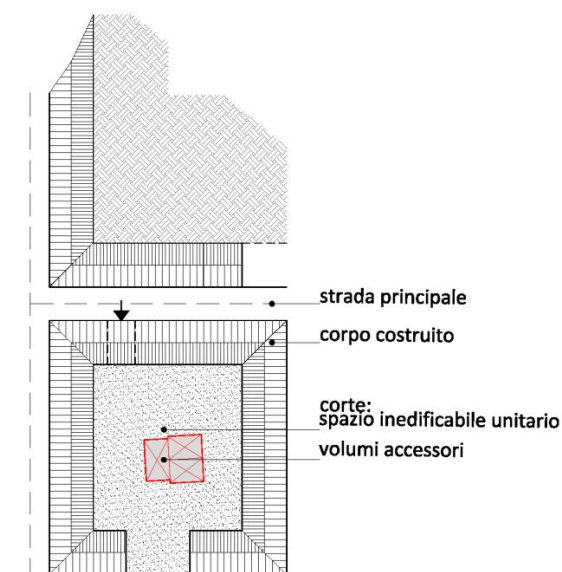 strada principale
corpo costruito
corte:
spazio inedificabile unitario
volumi accessori